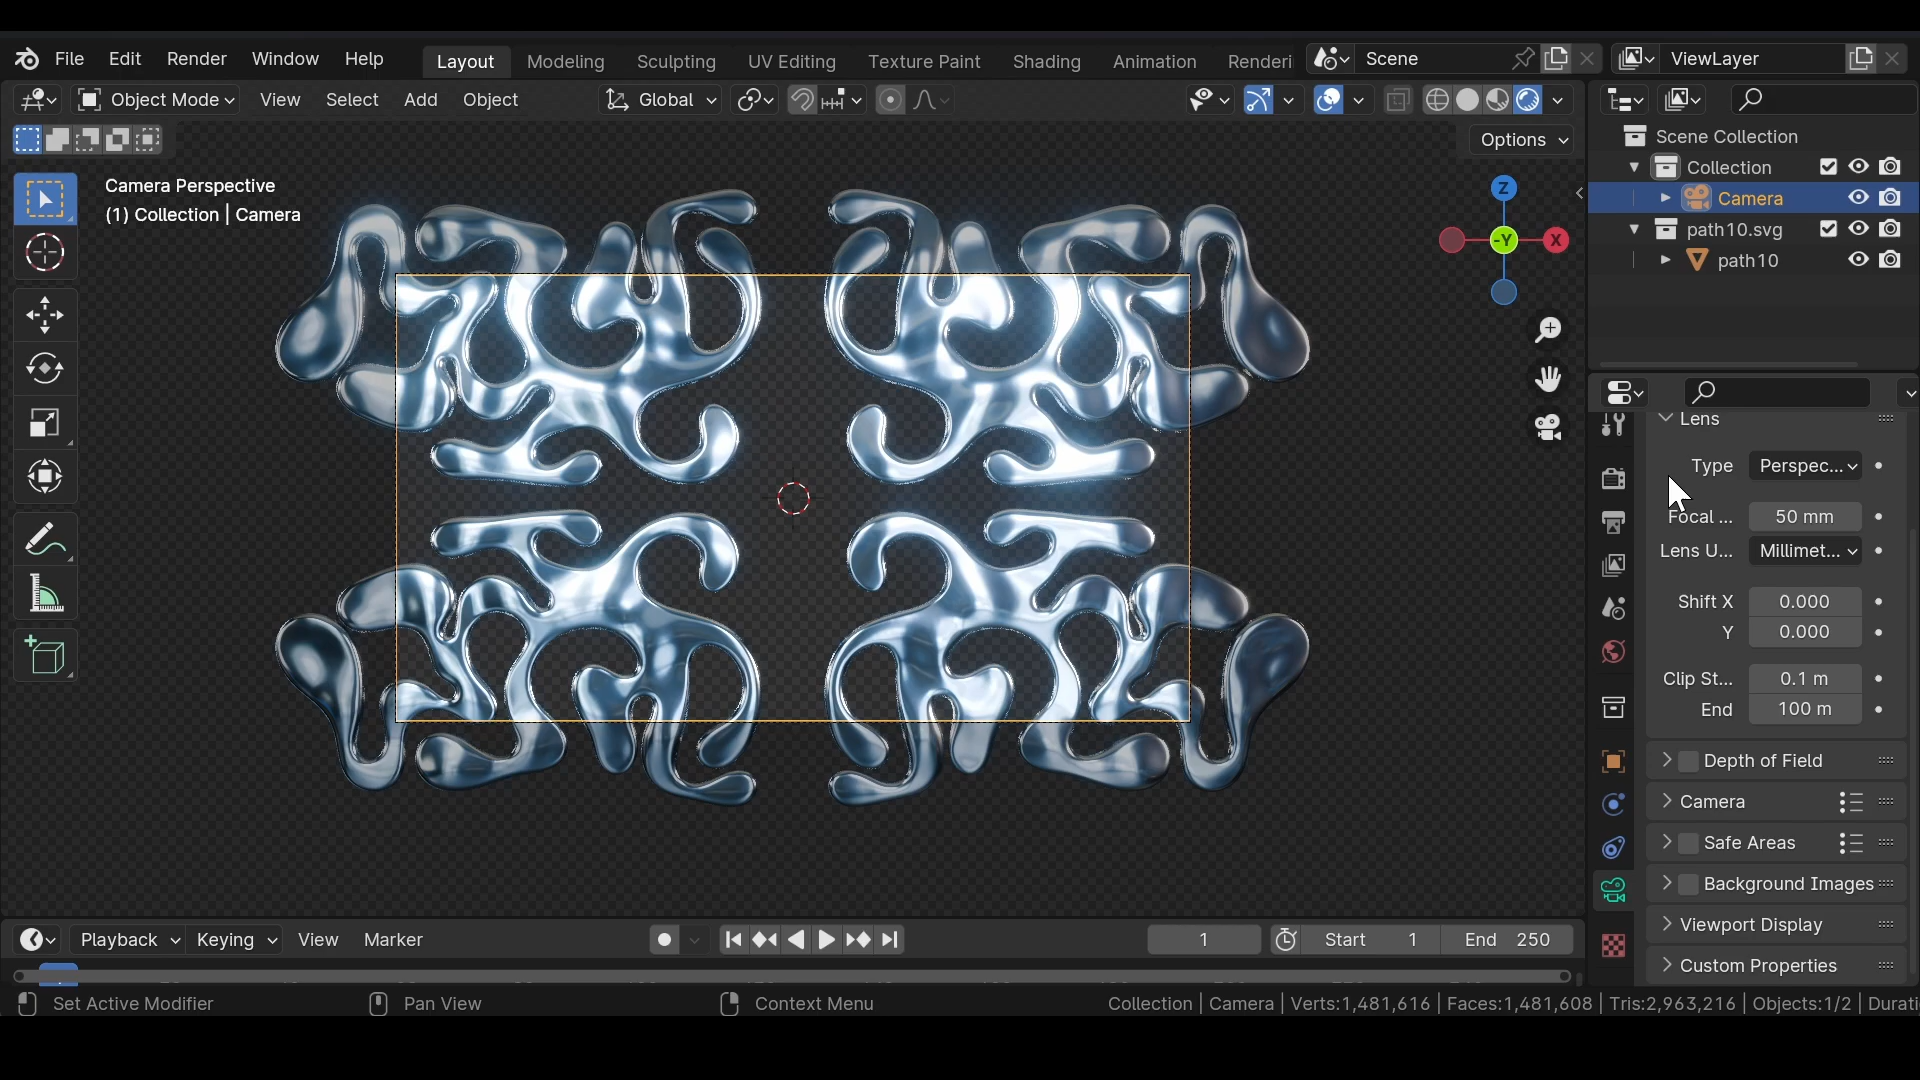 File Edit Render Window Help Layout Modeling Sculpting UV Editing Texture Paint Shading Animation Renderi Scene ViewLayer
Object Mode View Select Add Object Global
Options
Camera Perspective
(1) Collection | Camera
Z
-Y
X
Scene Collection
Collection
Camera
path10.svg
path10
Lens
Type Perspec...
Focal ... 50 mm
Lens U... Millimet...
Shift X 0.000
Y 0.000
Clip St... 0.1 m
End 100 m
Depth of Field
Camera
Safe Areas
Background Images
Viewport Display
Custom Properties
Playback Keying View Marker 1 Start 1 End 250
Set Active Modifier Pan View Context Menu Collection | Camera | Verts:1,481,616 | Faces:1,481,608 | Tris:2,963,216 | Objects:1/2 | Durati